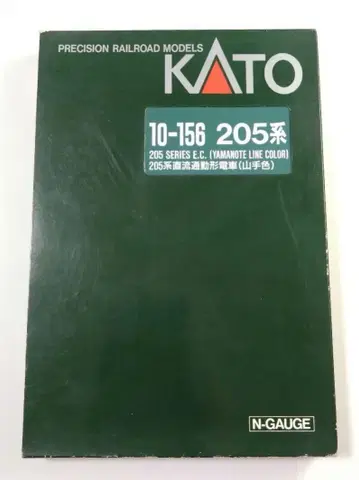 PRECISION RAILROAD MODELS
KATO
10-156 205系
205 SERIES E.C. (YAMANOTE LINE COLOR)
205系直流通勤形電車(山手色)
N-GAUGE